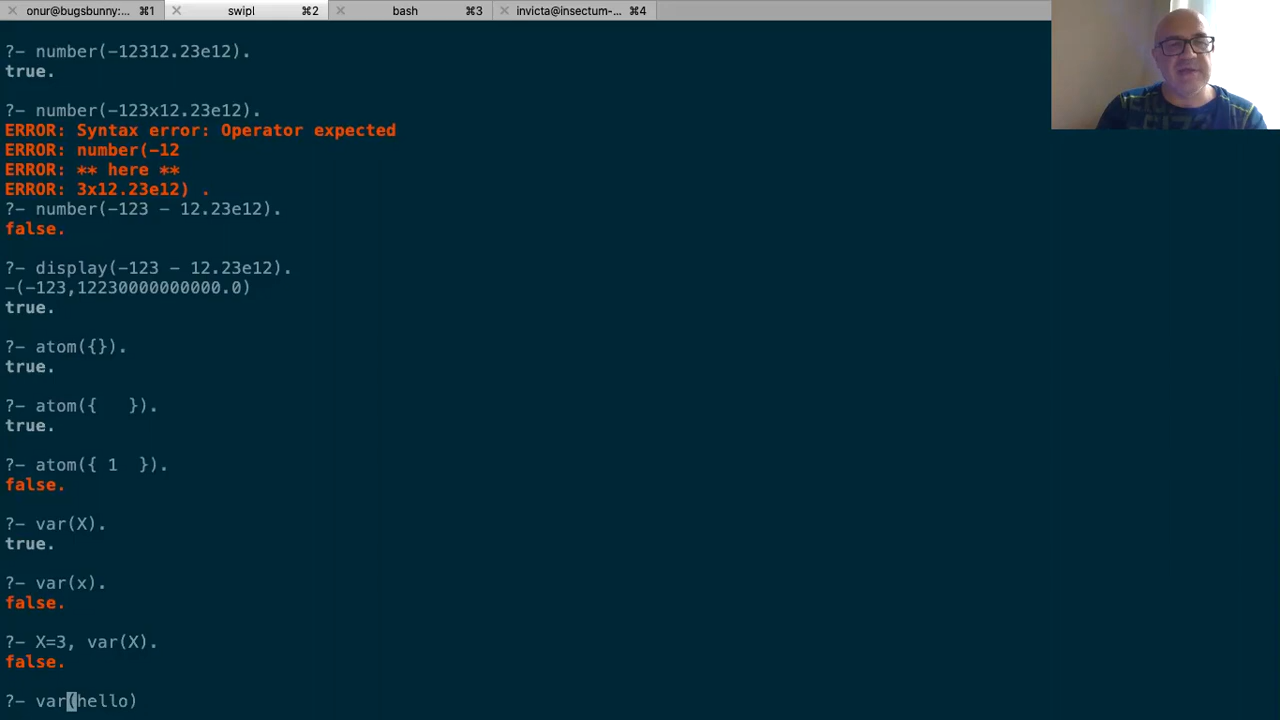 onur@bugsbunny:... ⌘1 swipl ⌘2 bash ⌘3 invicta@insectum-... ⌘4
?- number(-12312.23e12).
true.
?- number(-123x12.23e12).
ERROR: Syntax error: Operator expected
ERROR: number(-12
ERROR: ** here **
ERROR: 3x12.23e12) .
?- number(-123 - 12.23e12).
false.
?- display(-123 - 12.23e12).
-(-123,12230000000000.0)
true.
?- atom({}).
true.
?- atom({   }).
true.
?- atom({ 1  }).
false.
?- var(X).
true.
?- var(x).
false.
?- X=3, var(X).
false.
?- var(hello)